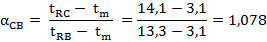 α_CB = (t_RC − t_m) / (t_RB − t_m) = (14,1 − 3,1) / (13,3 − 3,1) = 1,078